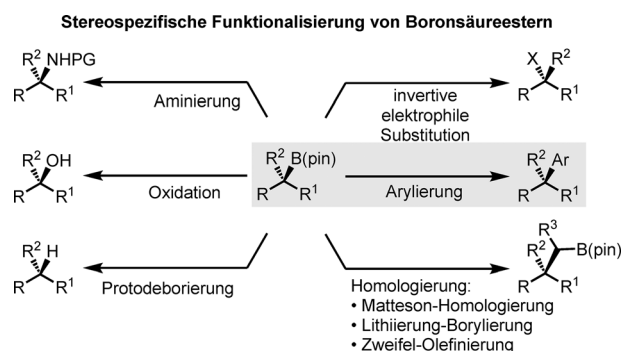 Stereospezifische Funktionalisierung von Boronsäureestern
R² NHPG
R R¹
Aminierung
X R²
R R¹
invertive
elektrophile
Substitution
R² OH
R R¹
Oxidation
R² B(pin)
R R¹
Arylierung
R² Ar
R R¹
R² H
R R¹
Protodeborierung
R³
R² B(pin)
R R¹
Homologierung:
• Matteson-Homologierung
• Lithiierung-Borylierung
• Zweifel-Olefinierung